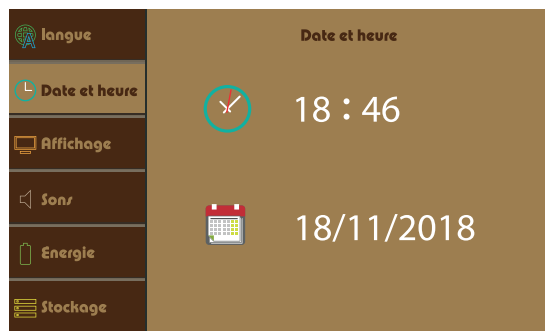 langue
Date et heure
Affichage
Sons
Energie
Stockage
Date et heure
18 : 46
18/11/2018